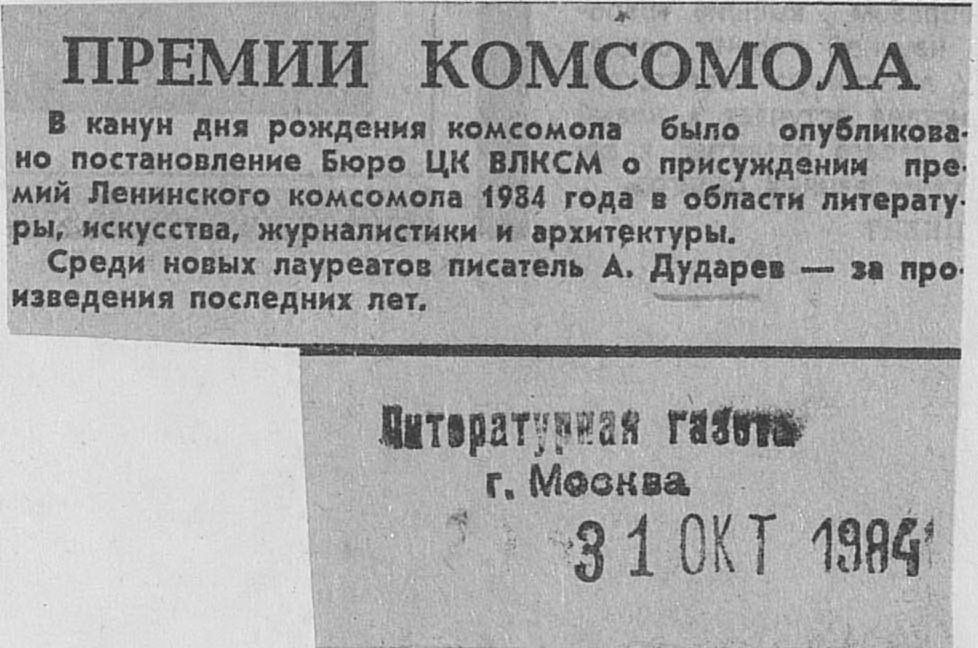 ПРЕМИИ КОМСОМОЛА
В канун дня рождения комсомола было опубликова-
но постановление Бюро ЦК ВЛКСМ о присуждении пре-
мий Ленинского комсомола 1984 года в области литерату-
ры, искусства, журналистики и архитектуры.
Среди новых лауреатов писатель А. Дударев — за про-
изведения последних лет.
Литературная газета
г. Москва
31 ОКТ 1984